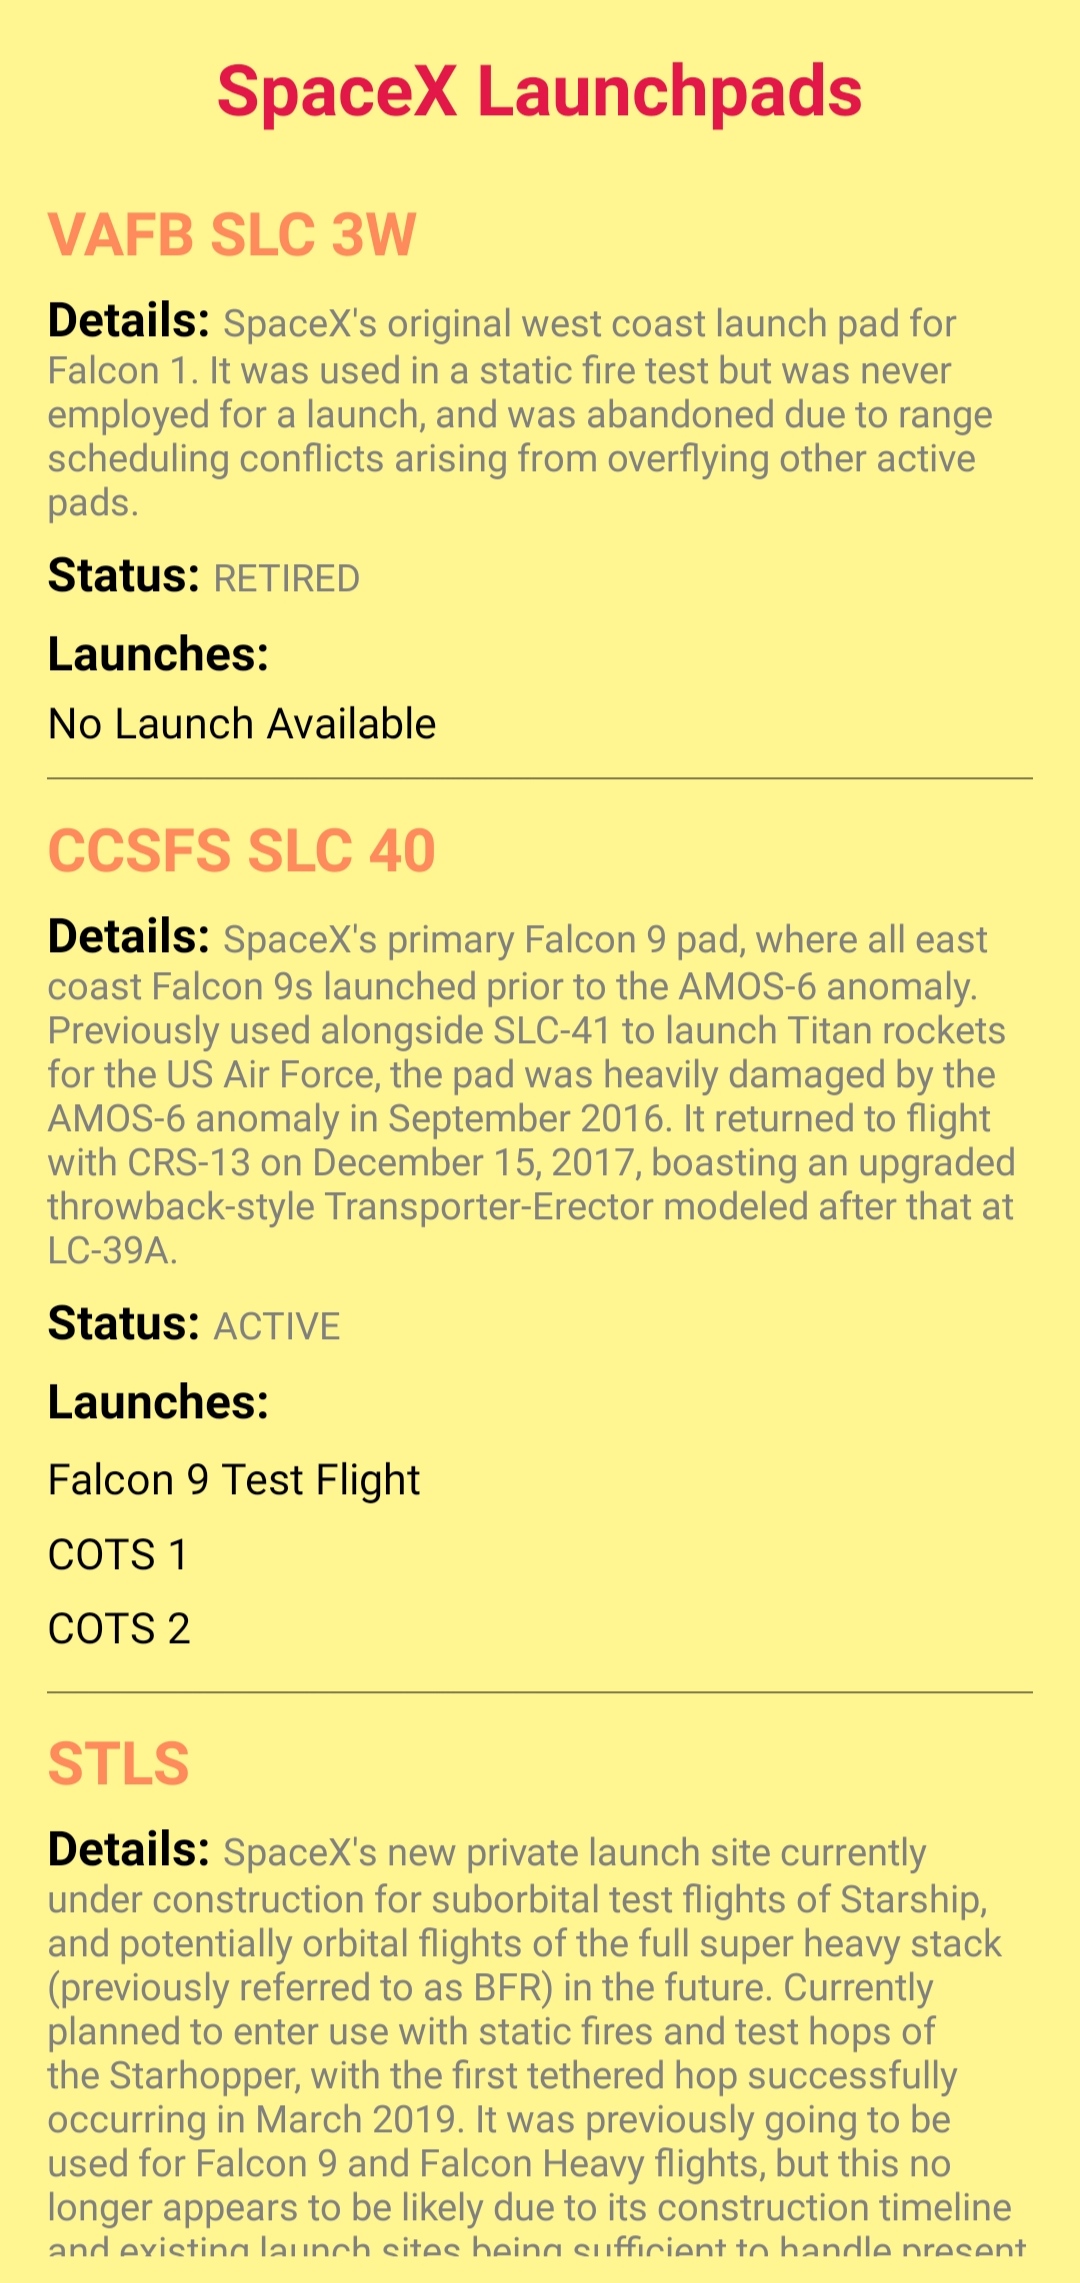 SpaceX Launchpads
VAFB SLC 3W
Details: SpaceX's original west coast launch pad for
Falcon 1. It was used in a static fire test but was never
employed for a launch, and was abandoned due to range
scheduling conflicts arising from overflying other active
pads.
Status: RETIRED
Launches:
No Launch Available
CCSFS SLC 40
Details: SpaceX's primary Falcon 9 pad, where all east
coast Falcon 9s launched prior to the AMOS-6 anomaly.
Previously used alongside SLC-41 to launch Titan rockets
for the US Air Force, the pad was heavily damaged by the
AMOS-6 anomaly in September 2016. It returned to flight
with CRS-13 on December 15, 2017, boasting an upgraded
throwback-style Transporter-Erector modeled after that at
LC-39A.
Status: ACTIVE
Launches:
Falcon 9 Test Flight
COTS 1
COTS 2
STLS
Details: SpaceX's new private launch site currently
under construction for suborbital test flights of Starship,
and potentially orbital flights of the full super heavy stack
(previously referred to as BFR) in the future. Currently
planned to enter use with static fires and test hops of
the Starhopper, with the first tethered hop successfully
occurring in March 2019. It was previously going to be
used for Falcon 9 and Falcon Heavy flights, but this no
longer appears to be likely due to its construction timeline
and existing launch sites being sufficient to handle present